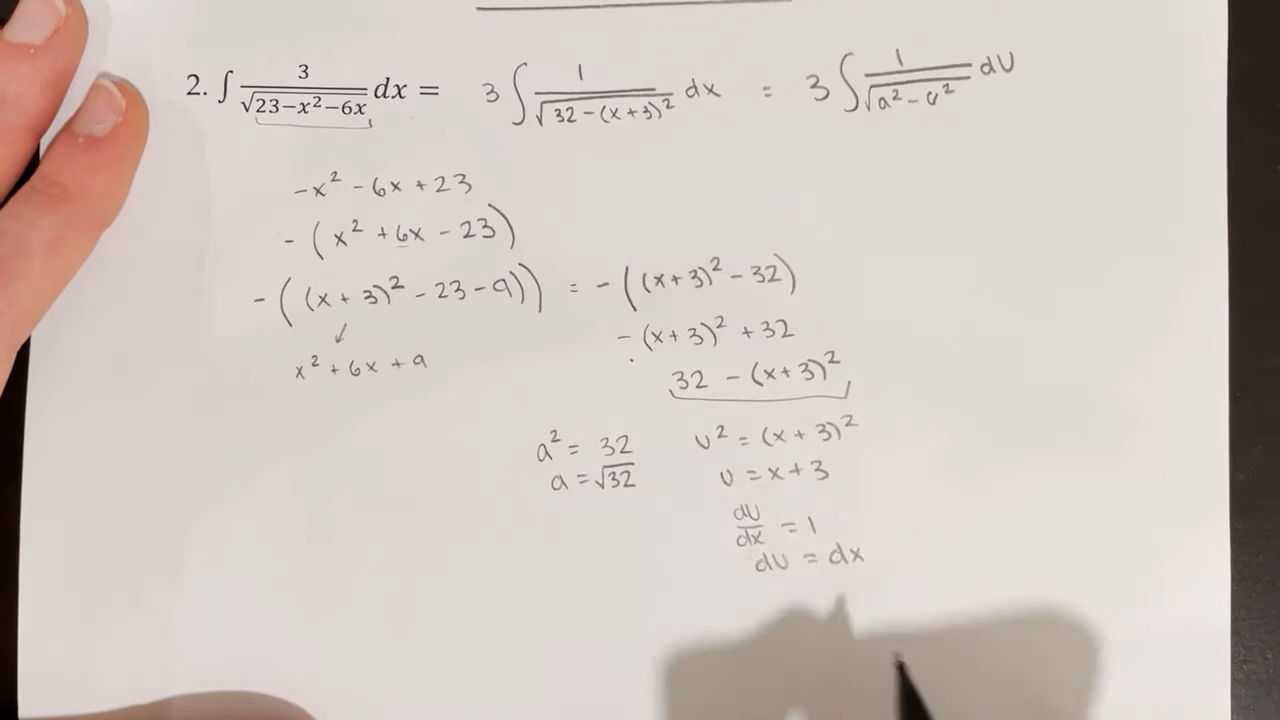 2. ∫ 3/√(23−x²−6x) dx = 3 ∫ 1/√(32-(x+3)²) dx = 3 ∫ 1/√(a²-u²) du
-x² - 6x + 23
- (x² + 6x - 23)
- ((x+3)² - 23 - 9)) = - ((x+3)² - 32)
x² + 6x + 9
- (x+3)² + 32
32 - (x+3)²
a² = 32
a = √32
u² = (x+3)²
u = x+3
du/dx = 1
du = dx